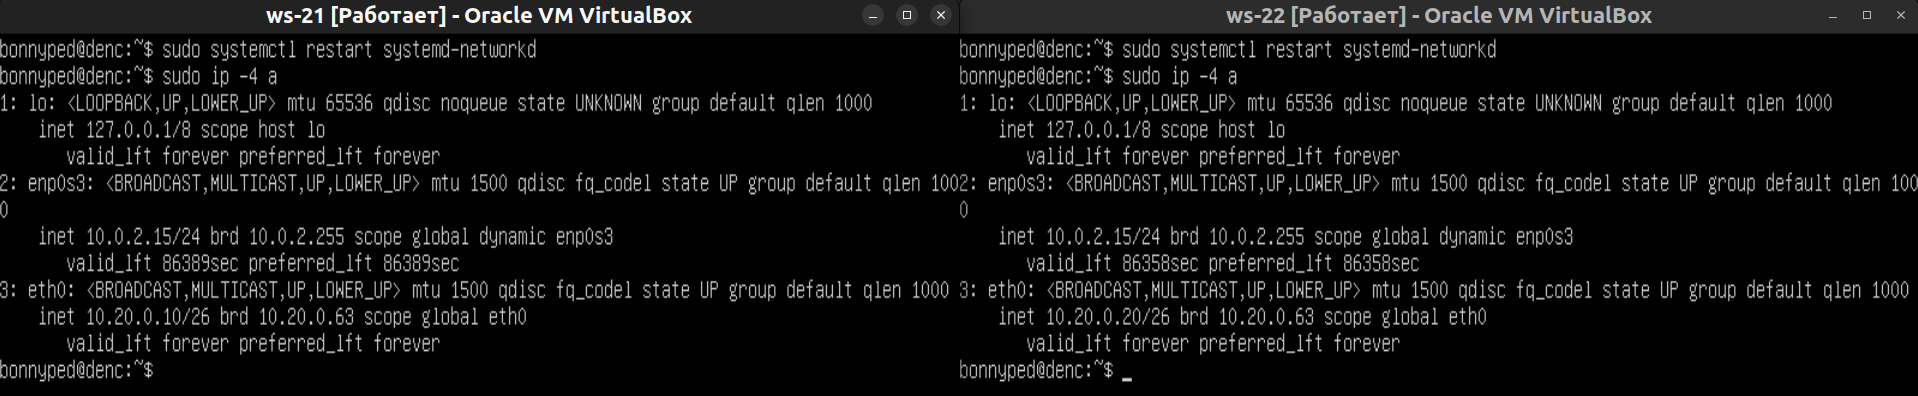 ws-21 [Работает] - Oracle VM VirtualBox
bonnyped@denc:~$ sudo systemctl restart systemd-networkd
bonnyped@denc:~$ sudo ip -4 a
1: lo: <LOOPBACK,UP,LOWER_UP> mtu 65536 qdisc noqueue state UNKNOWN group default qlen 1000
    inet 127.0.0.1/8 scope host lo
       valid_lft forever preferred_lft forever
2: enp0s3: <BROADCAST,MULTICAST,UP,LOWER_UP> mtu 1500 qdisc fq_codel state UP group default qlen 100
0
    inet 10.0.2.15/24 brd 10.0.2.255 scope global dynamic enp0s3
       valid_lft 86389sec preferred_lft 86389sec
3: eth0: <BROADCAST,MULTICAST,UP,LOWER_UP> mtu 1500 qdisc fq_codel state UP group default qlen 1000
    inet 10.20.0.10/26 brd 10.20.0.63 scope global eth0
       valid_lft forever preferred_lft forever
bonnyped@denc:~$
ws-22 [Работает] - Oracle VM VirtualBox
bonnyped@denc:~$ sudo systemctl restart systemd-networkd
bonnyped@denc:~$ sudo ip -4 a
1: lo: <LOOPBACK,UP,LOWER_UP> mtu 65536 qdisc noqueue state UNKNOWN group default qlen 1000
    inet 127.0.0.1/8 scope host lo
       valid_lft forever preferred_lft forever
2: enp0s3: <BROADCAST,MULTICAST,UP,LOWER_UP> mtu 1500 qdisc fq_codel state UP group default qlen 100
0
    inet 10.0.2.15/24 brd 10.0.2.255 scope global dynamic enp0s3
       valid_lft 86358sec preferred_lft 86358sec
3: eth0: <BROADCAST,MULTICAST,UP,LOWER_UP> mtu 1500 qdisc fq_codel state UP group default qlen 1000
    inet 10.20.0.20/26 brd 10.20.0.63 scope global eth0
       valid_lft forever preferred_lft forever
bonnyped@denc:~$ _